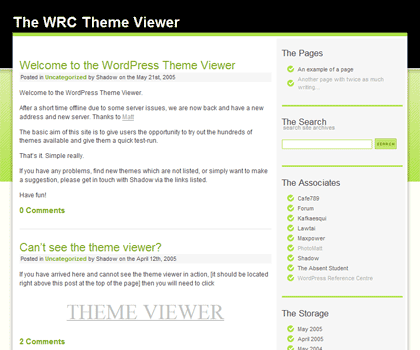 The WRC Theme Viewer
Welcome to the WordPress Theme Viewer
Posted in Uncategorized by Shadow on the May 21st, 2005
Welcome to the WordPress Theme Viewer.
After a short time offline due to some server issues, we are now back and have a new
address and new server. Thanks to Matt
The basic aim of this site is to give users the opportunity to try out the hundreds of
themes available and give them a quick test-run.
That's it. Simple really.
If you have any problems, find new themes which are not listed, or simply want to make
a suggestion, please get in touch with Shadow via the links listed.
Have fun!
0 Comments
Can't see the theme viewer?
Posted in Uncategorized by Shadow on the April 12th, 2005
If you have arrived here and cannot see the theme viewer in action, [it should be located
right above this post at the top of the page] then you will need to click
THEME VIEWER
2 Comments
The Pages
An example of a page
Another page with twice as much
writing...
The Search
search site archives
SEARCH
The Associates
Cafe789
Forum
Kafkaesqui
Lawtai
Maxpower
PhotoMatt
Shadow
The Absent Student
WordPress Reference Centre
The Storage
May 2005
April 2005
May 2004